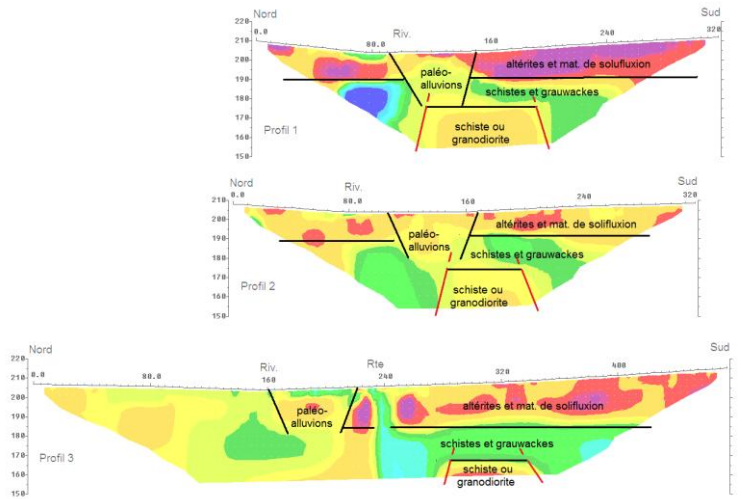 Nord
Riv.
Sud
0.0
80.0
160
240
320
220
210
200
190
180
170
160
150
paléo-
alluvions
altérites et mat. de solufluxion
schistes et grauwackes
schiste ou
granodiorite
Profil 1
Nord
Riv.
Sud
0.0
80.0
160
240
320
210
200
190
180
170
160
150
paléo-
alluvions
altérites et mat. de solifluxion
schistes et grauwackes
schiste ou
granodiorite
Profil 2
Nord
Riv.
Rte
Sud
0.0
80.0
160
240
320
400
220
210
200
190
180
170
160
150
paléo-
alluvions
altérites et mat. de solifluxion
schistes et grauwackes
schiste ou
granodiorite
Profil 3